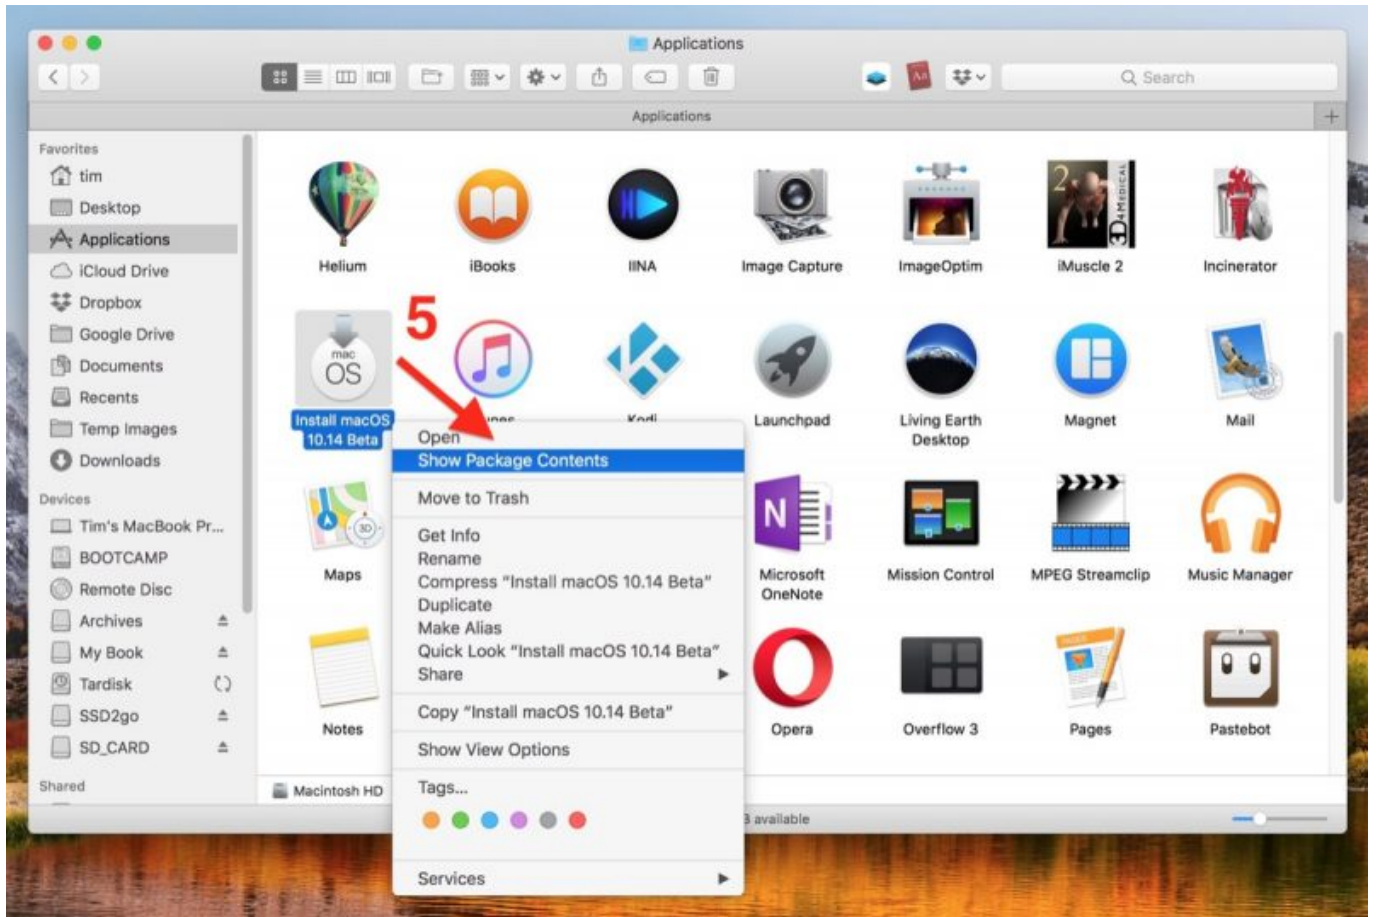 Applications
Search
Applications
Favorites
tim
Desktop
Applications
iCloud Drive
Dropbox
Google Drive
Documents
Recents
Temp Images
Downloads
Devices
Tim's MacBook Pr...
BOOTCAMP
Remote Disc
Archives
My Book
Tardisk
SSD2go
SD_CARD
Shared
Helium
iBooks
IINA
Image Capture
ImageOptim
2
3D4MEDICAL
iMuscle 2
Incinerator
5
mac
OS
Install macOS
10.14 Beta
Launchpad
Living Earth
Desktop
Magnet
Mail
3D
Maps
N
Microsoft
OneNote
Mission Control
MPEG Streamclip
Music Manager
Notes
Opera
Overflow 3
PAGES
Pages
Pastebot
Open
Show Package Contents
Move to Trash
Get Info
Rename
Compress “Install macOS 10.14 Beta”
Duplicate
Make Alias
Quick Look “Install macOS 10.14 Beta”
Share
Copy “Install macOS 10.14 Beta”
Show View Options
Tags...
Services
Macintosh HD
available